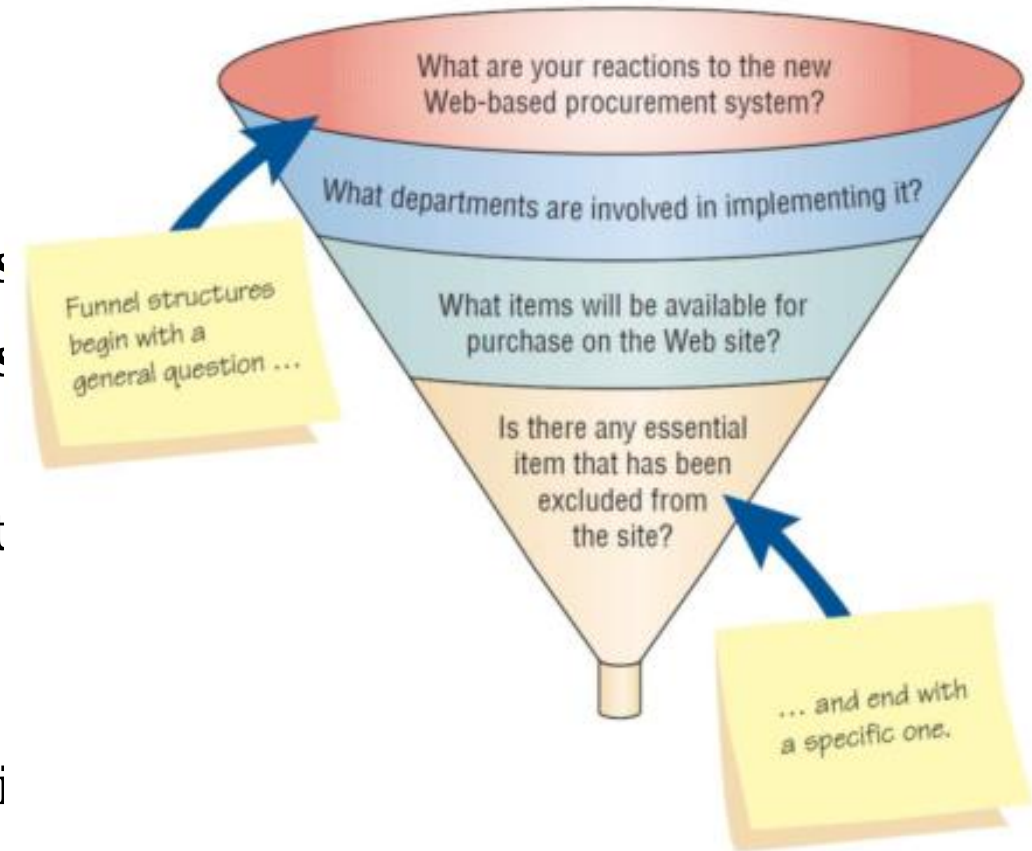 What are your reactions to the new
Web-based procurement system?
What departments are involved in implementing it?
Funnel structures
begin with a
general question ...
What items will be available for
purchase on the Web site?
Is there any essential
item that has been
excluded from
the site?
... and end with
a specific one.